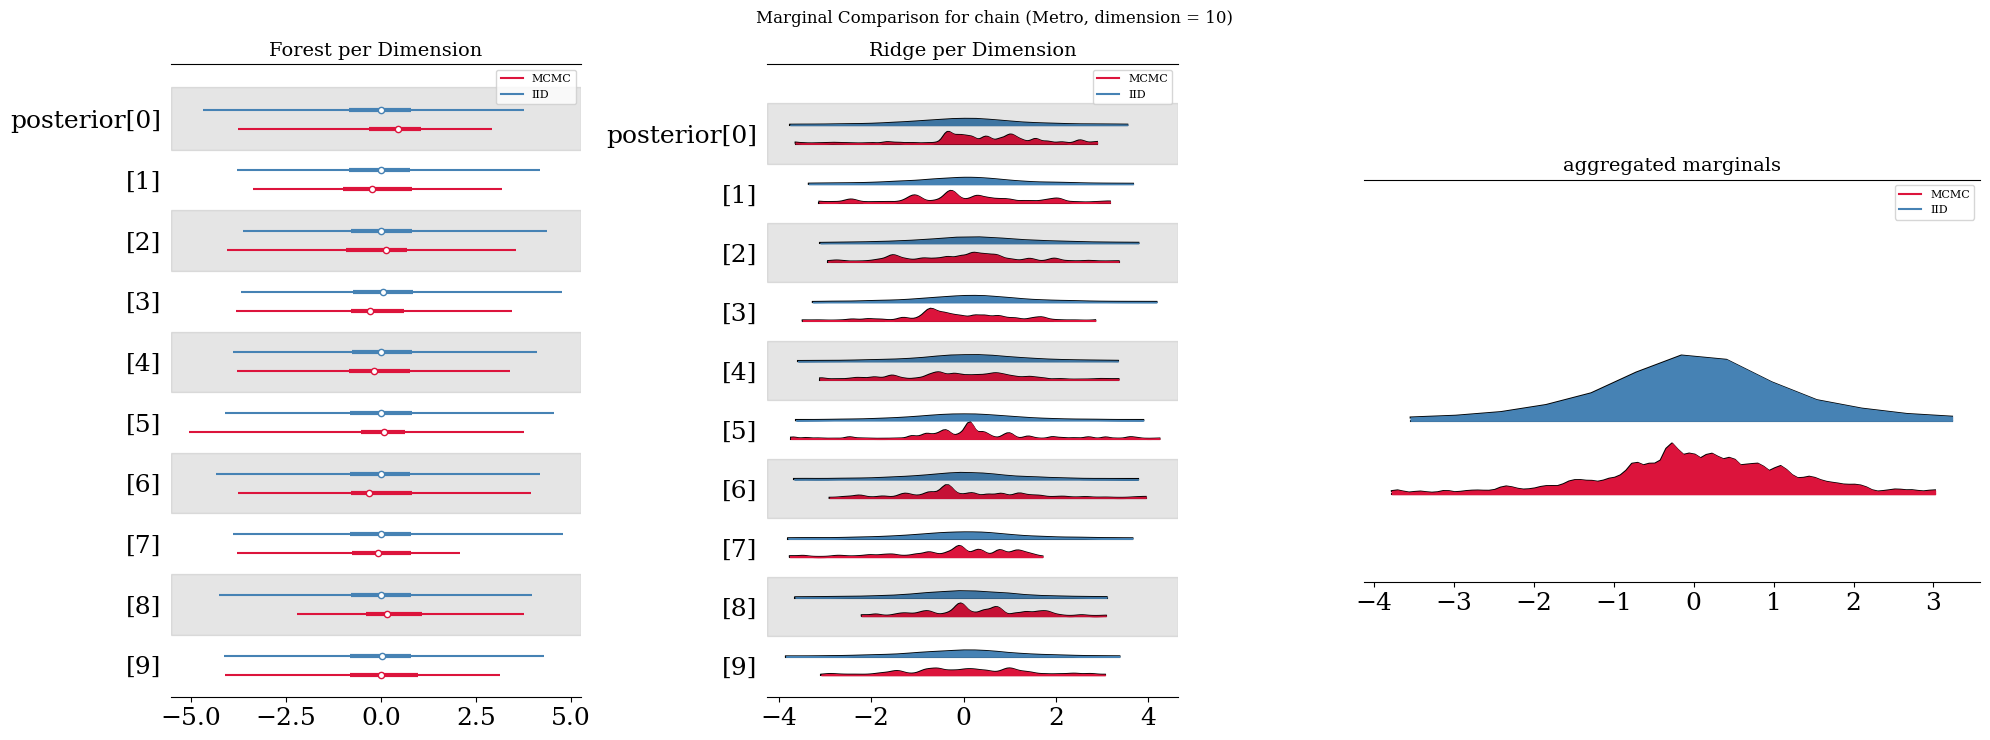 Marginal Comparison for chain (Metro, dimension = 10)
Forest per Dimension
MCMC
IID
posterior[0]
[1]
[2]
[3]
[4]
[5]
[6]
[7]
[8]
[9]
−5.0 −2.5 0.0 2.5 5.0
Ridge per Dimension
MCMC
IID
posterior[0]
[1]
[2]
[3]
[4]
[5]
[6]
[7]
[8]
[9]
−4 −2 0 2 4
aggregated marginals
MCMC
IID
−4 −3 −2 −1 0 1 2 3